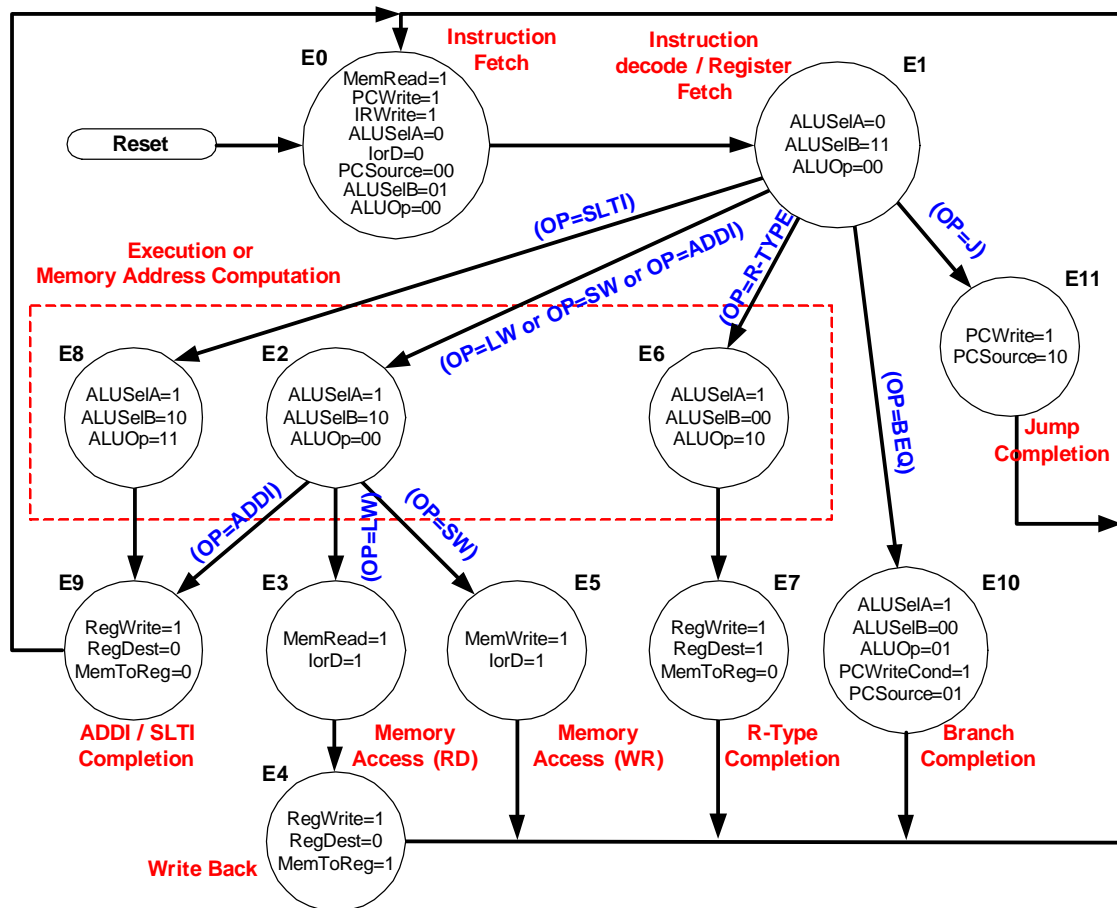 E0
Instruction
Fetch
MemRead=1
PCWrite=1
IRWrite=1
ALUSelA=0
IorD=0
PCSource=00
ALUSelB=01
ALUOp=00
Reset
Instruction
decode / Register
Fetch
E1
ALUSelA=0
ALUSelB=11
ALUOp=00
(OP=SLTI)
(OP=LW or OP=SW or OP=ADDI)
(OP=R-TYPE)
(OP=BEQ)
(OP=J)
Execution or
Memory Address Computation
E8
ALUSelA=1
ALUSelB=10
ALUOp=11
E2
ALUSelA=1
ALUSelB=10
ALUOp=00
E6
ALUSelA=1
ALUSelB=00
ALUOp=10
E11
PCWrite=1
PCSource=10
Jump
Completion
(OP=ADDI)
(OP=LW)
(OP=SW)
E9
RegWrite=1
RegDest=0
MemToReg=0
ADDI / SLTI
Completion
E3
MemRead=1
IorD=1
Memory
Access (RD)
E5
MemWrite=1
IorD=1
Memory
Access (WR)
E7
RegWrite=1
RegDest=1
MemToReg=0
R-Type
Completion
E10
ALUSelA=1
ALUSelB=00
ALUOp=01
PCWriteCond=1
PCSource=01
Branch
Completion
E4
RegWrite=1
RegDest=0
MemToReg=1
Write Back